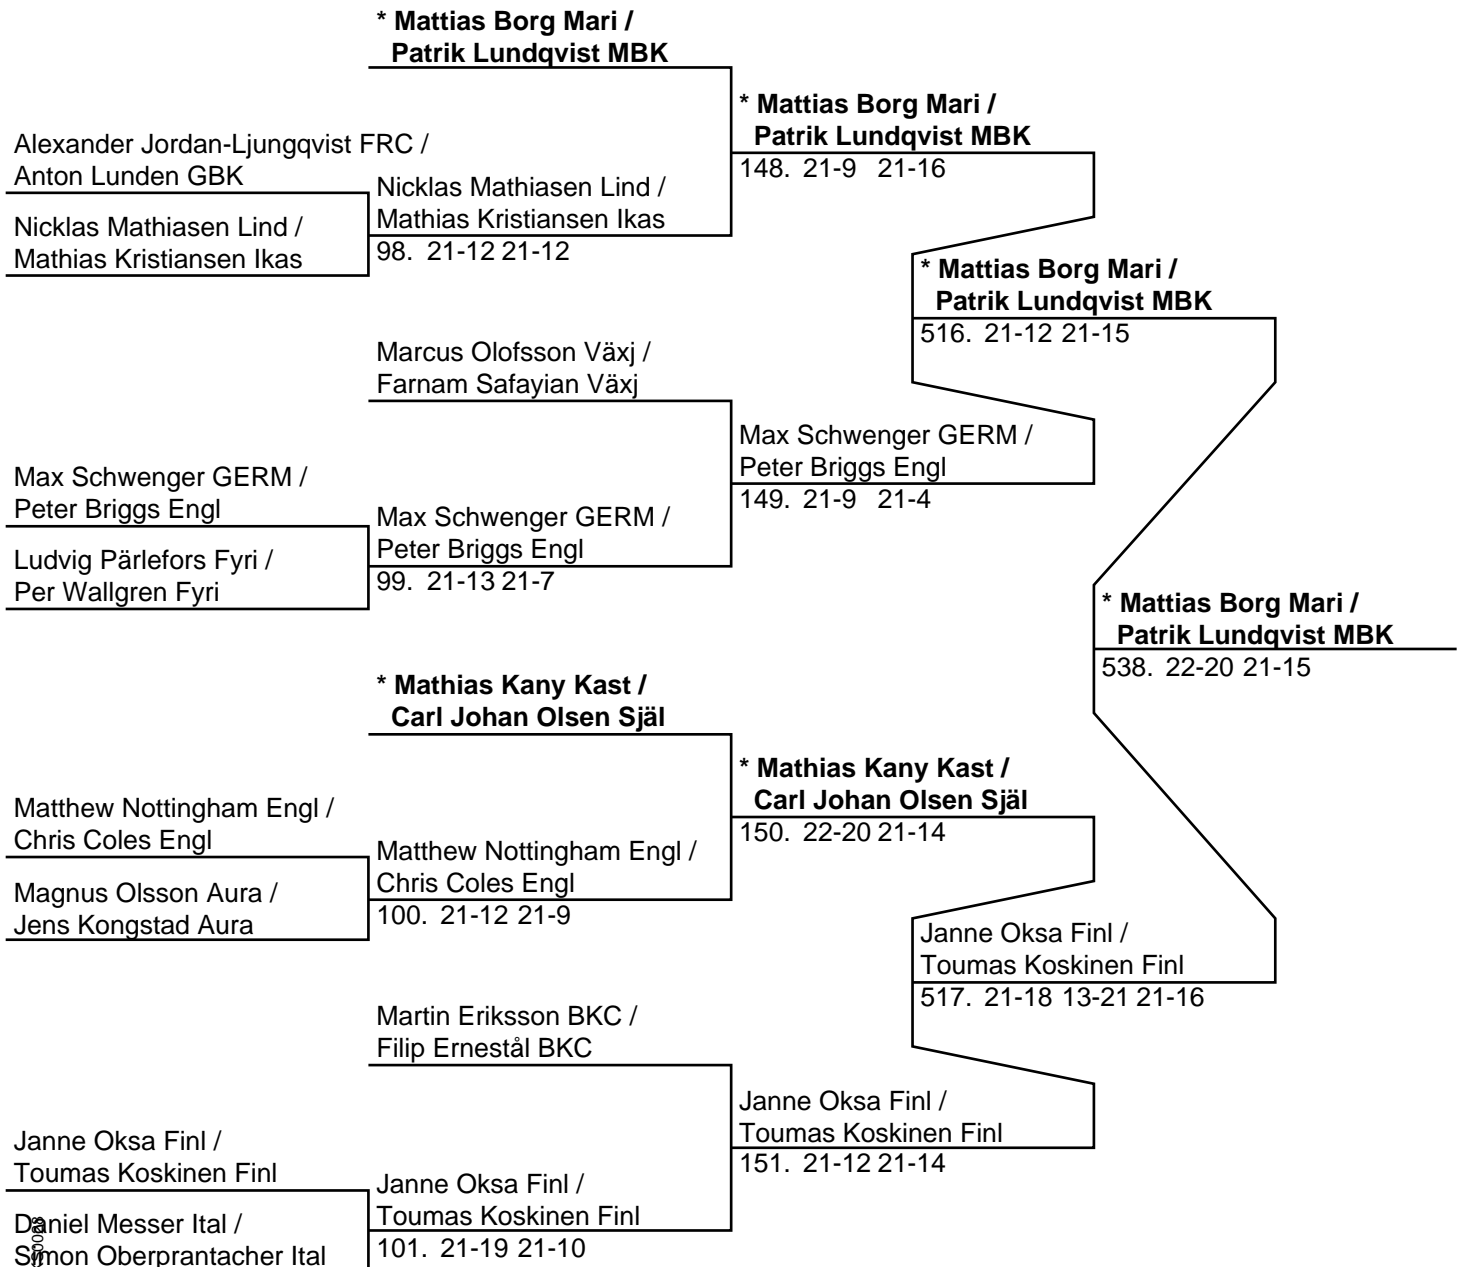 * Mattias Borg Mari /
Patrik Lundqvist MBK
Alexander Jordan-Ljungqvist FRC /
Anton Lunden GBK
Nicklas Mathiasen Lind /
Mathias Kristiansen Ikas
Nicklas Mathiasen Lind /
Mathias Kristiansen Ikas
98. 21-12 21-12
* Mattias Borg Mari /
Patrik Lundqvist MBK
148. 21-9 21-16
Marcus Olofsson Växj /
Farnam Safayian Växj
Max Schwenger GERM /
Peter Briggs Engl
Ludvig Pärlefors Fyri /
Per Wallgren Fyri
Max Schwenger GERM /
Peter Briggs Engl
99. 21-13 21-7
Max Schwenger GERM /
Peter Briggs Engl
149. 21-9 21-4
* Mattias Borg Mari /
Patrik Lundqvist MBK
516. 21-12 21-15
* Mathias Kany Kast /
Carl Johan Olsen Själ
Matthew Nottingham Engl /
Chris Coles Engl
Magnus Olsson Aura /
Jens Kongstad Aura
Matthew Nottingham Engl /
Chris Coles Engl
100. 21-12 21-9
* Mathias Kany Kast /
Carl Johan Olsen Själ
150. 22-20 21-14
Martin Eriksson BKC /
Filip Ernestål BKC
Janne Oksa Finl /
Toumas Koskinen Finl
Daniel Messer Ital /
Simon Oberprantacher Ital
Janne Oksa Finl /
Toumas Koskinen Finl
101. 21-19 21-10
Janne Oksa Finl /
Toumas Koskinen Finl
151. 21-12 21-14
Janne Oksa Finl /
Toumas Koskinen Finl
517. 21-18 13-21 21-16
* Mattias Borg Mari /
Patrik Lundqvist MBK
538. 22-20 21-15